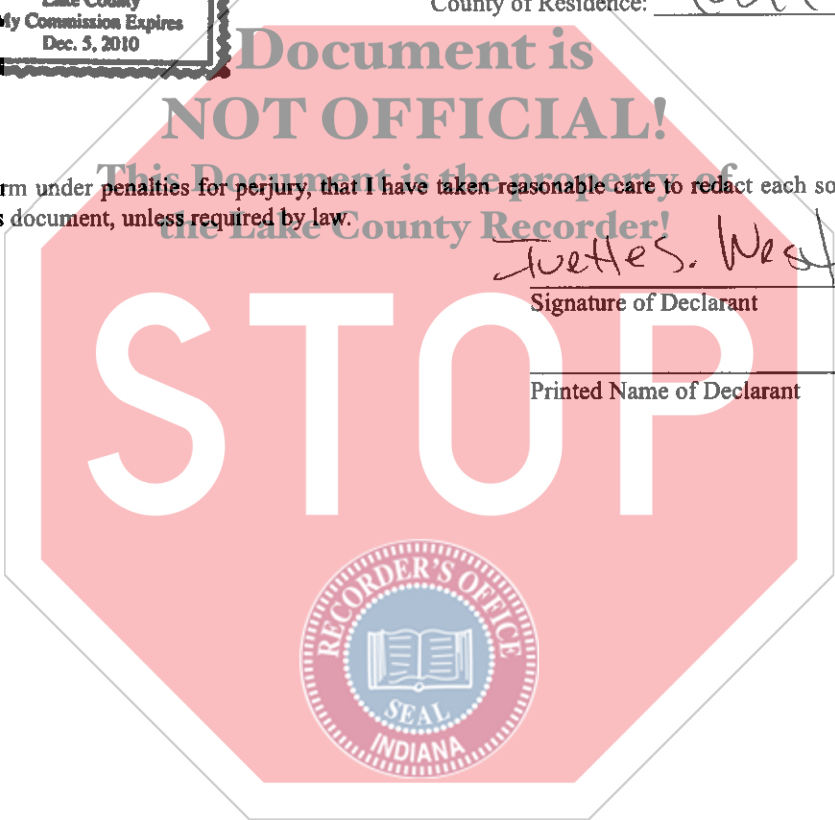 Lake County
My Commission Expires
Dec. 5, 2010
County of Residence:
Document is
NOT OFFICIAL!
This Document is the property of
the Lake County Recorder!
rm under penalties for perjury, that I have taken reasonable care to redact each so
s document, unless required by law.
S. West
Signature of Declarant
Printed Name of Declarant
STOP
RECORDER'S OFFICE
SEAL
INDIANA